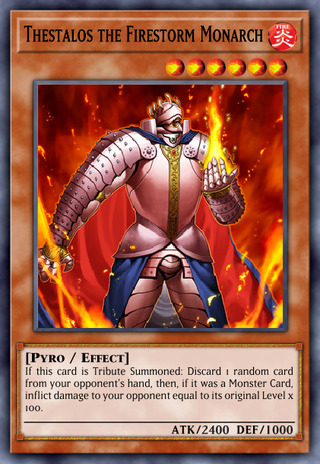 Thestalos the Firestorm Monarch
FIRE
炎
[Pyro / Effect]
If this card is Tribute Summoned: Discard 1 random card
from your opponent's hand, then, if it was a Monster Card,
inflict damage to your opponent equal to its original Level x
100.
ATK/2400 DEF/1000